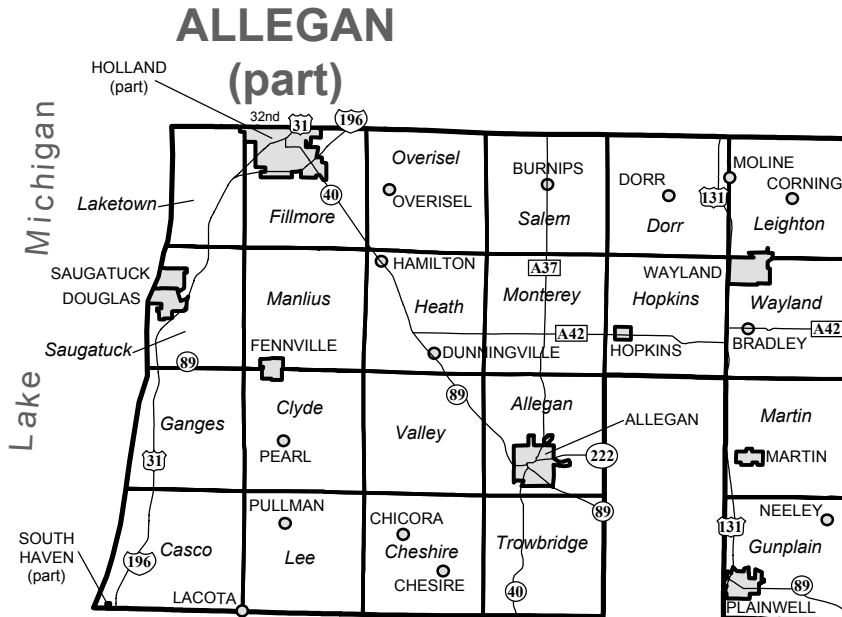 ALLEGAN
(part)
HOLLAND
(part)
32nd
31
196
Lake Michigan
Laketown
Fillmore
40
Overisel
OVERISEL
BURNIPS
Salem
DORR
Dorr
131
MOLINE
CORNING
Leighton
SAUGATUCK
DOUGLAS
Saugatuck
Manlius
HAMILTON
Heath
A37
Monterey
Hopkins
WAYLAND
Wayland
A42
HOPKINS
BRADLEY
A42
89
FENNVILLE
DUNNINGVILLE
89
Ganges
Clyde
PEARL
Valley
Allegan
ALLEGAN
222
Martin
MARTIN
31
PULLMAN
CHICORA
89
131
NEELEY
Gunplain
SOUTH
HAVEN
(part)
196
Casco
Lee
Cheshire
CHESIRE
Trowbridge
40
LACOTA
89
PLAINWELL